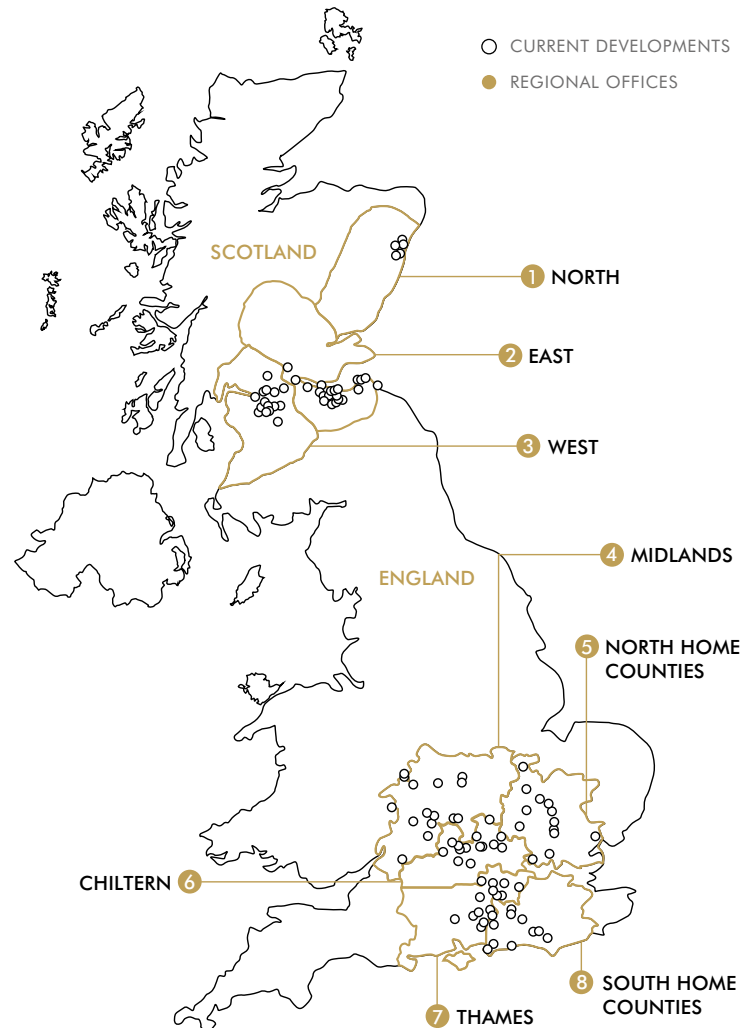 CURRENT DEVELOPMENTS
REGIONAL OFFICES
SCOTLAND
1 NORTH
2 EAST
3 WEST
4 MIDLANDS
ENGLAND
5 NORTH HOME
COUNTIES
CHILTERN 6
8 SOUTH HOME
COUNTIES
7 THAMES